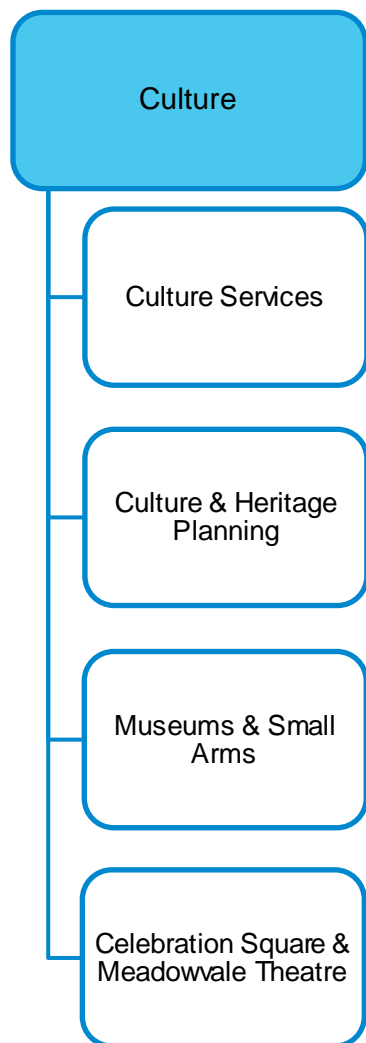 Culture
Culture Services
Culture & Heritage
Planning
Museums & Small
Arms
Celebration Square &
Meadowvale Theatre